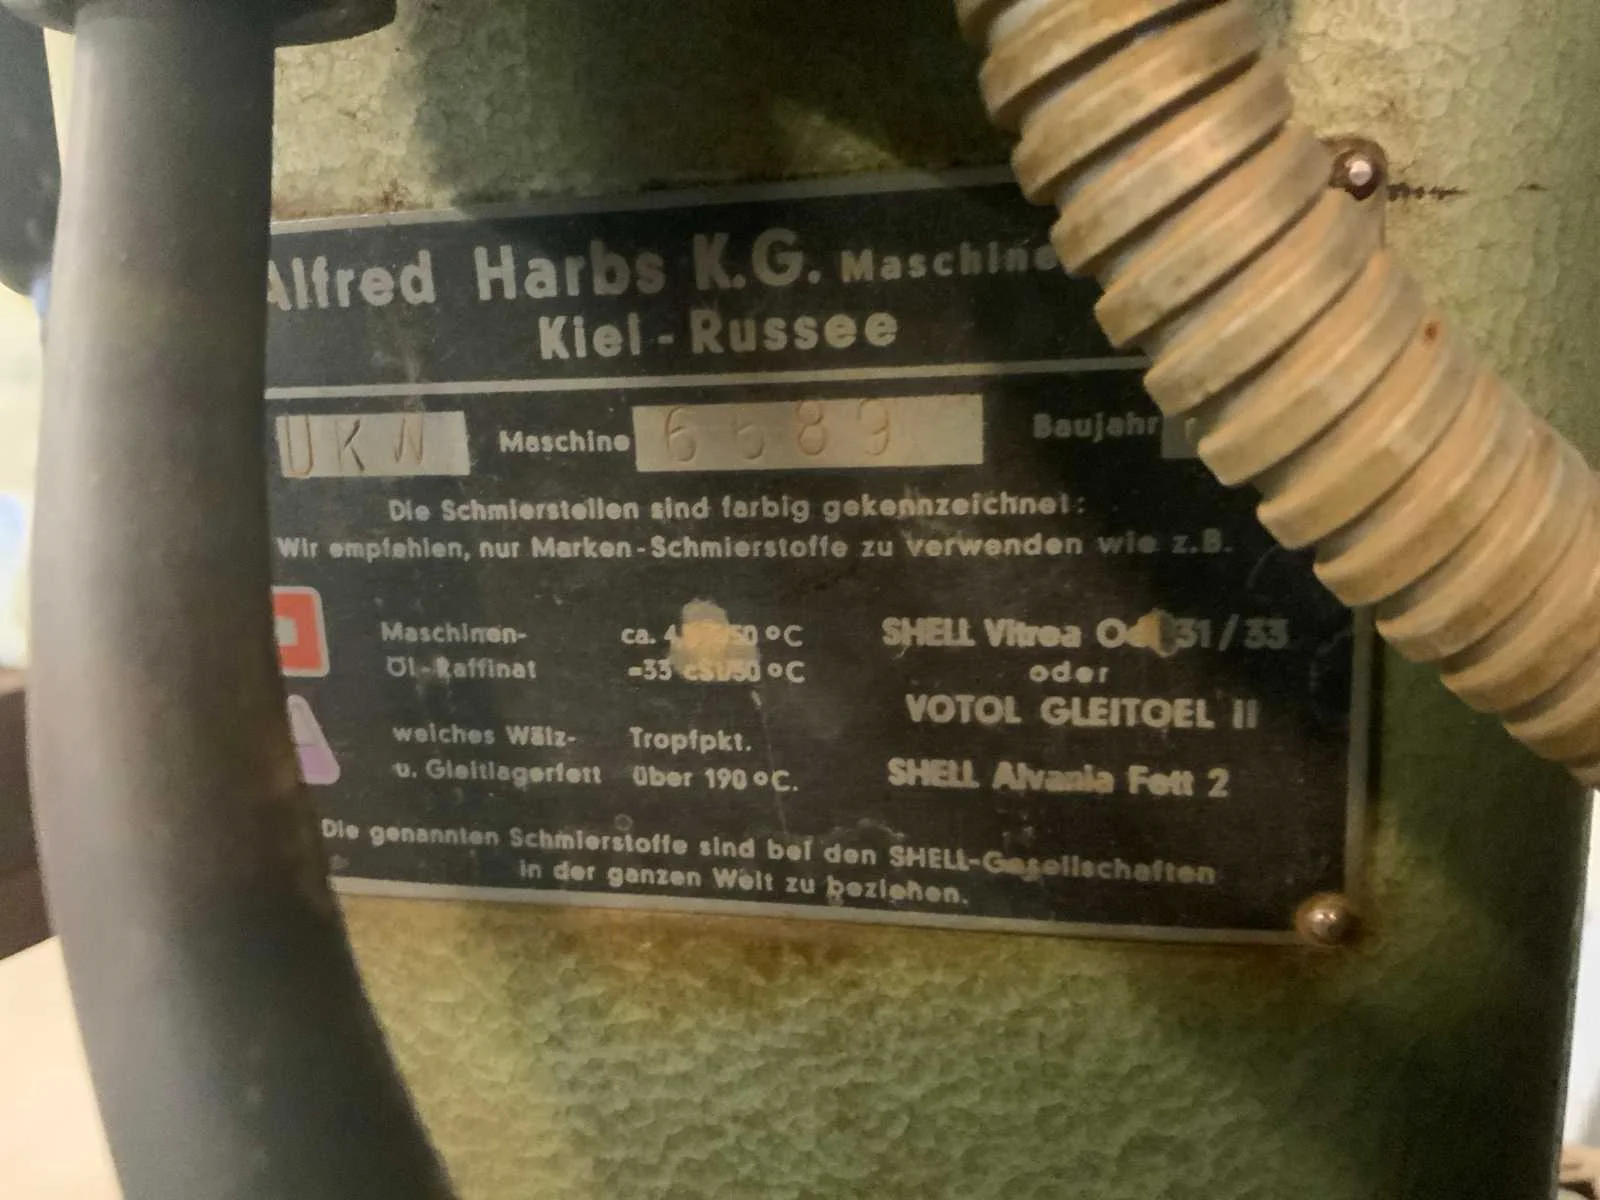 Alfred Harbs K.G. Maschine
Kiel - Russee
UKW Maschine 6689 Baujahr
Die Schmierstellen sind farbig gekennzeichnet:
Wir empfehlen, nur Marken-Schmierstoffe zu verwenden wie z.B.
Maschinen- ca. °C SHELL Vitrea 31/33
Öl-Raffinat =33 cSt/50 °C oder
VOTOL GLEITOEL II
weiches Wälz- Tropfpkt.
u. Gleitlagerfett über 190 °C. SHELL Alvania Fett 2
Die genannten Schmierstoffe sind bei den SHELL-Gesellschaften
in der ganzen Welt zu beziehen.